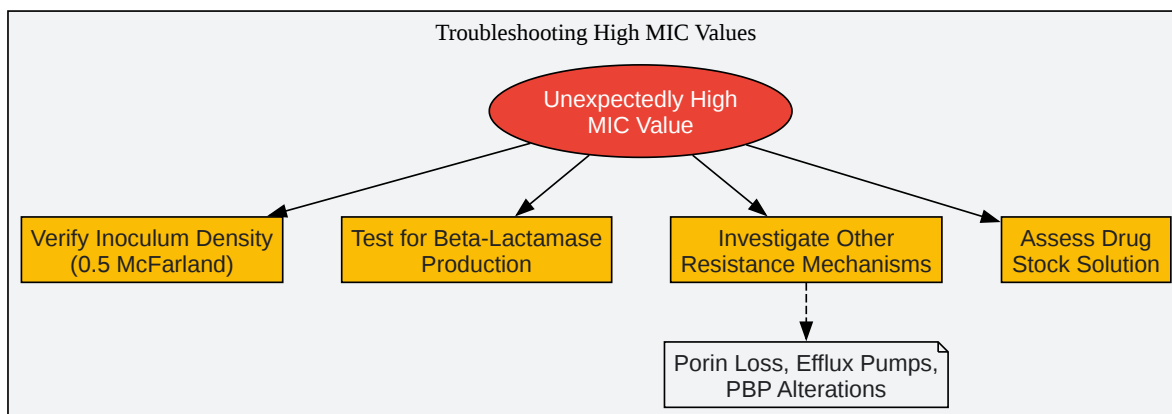 Troubleshooting High MIC Values
Unexpectedly High
MIC Value
Verify Inoculum Density
(0.5 McFarland)
Test for Beta-Lactamase
Production
Investigate Other
Resistance Mechanisms
Assess Drug
Stock Solution
Porin Loss, Efflux Pumps,
PBP Alterations